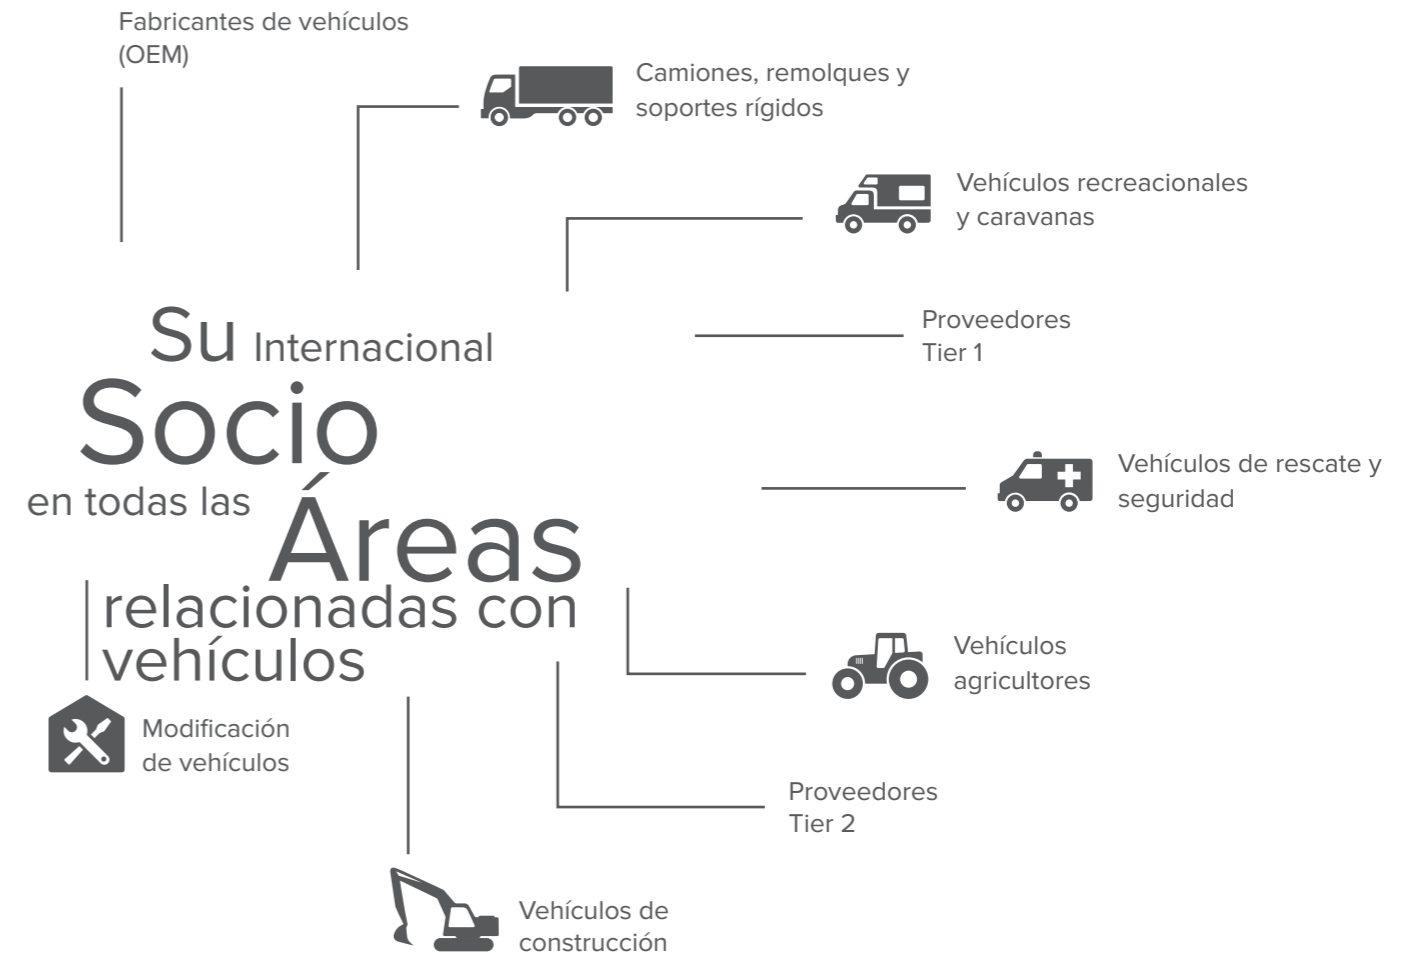 Fabricantes de vehículos
(OEM)
Camiones, remolques y
soportes rígidos
Vehículos recreacionales
y caravanas
Proveedores
Tier 1
Su Internacional
Socio
en todas las
Áreas
relacionadas con
vehículos
Vehículos de rescate y
seguridad
Vehículos
agricultores
Modificación
de vehículos
Proveedores
Tier 2
Vehículos de
construcción